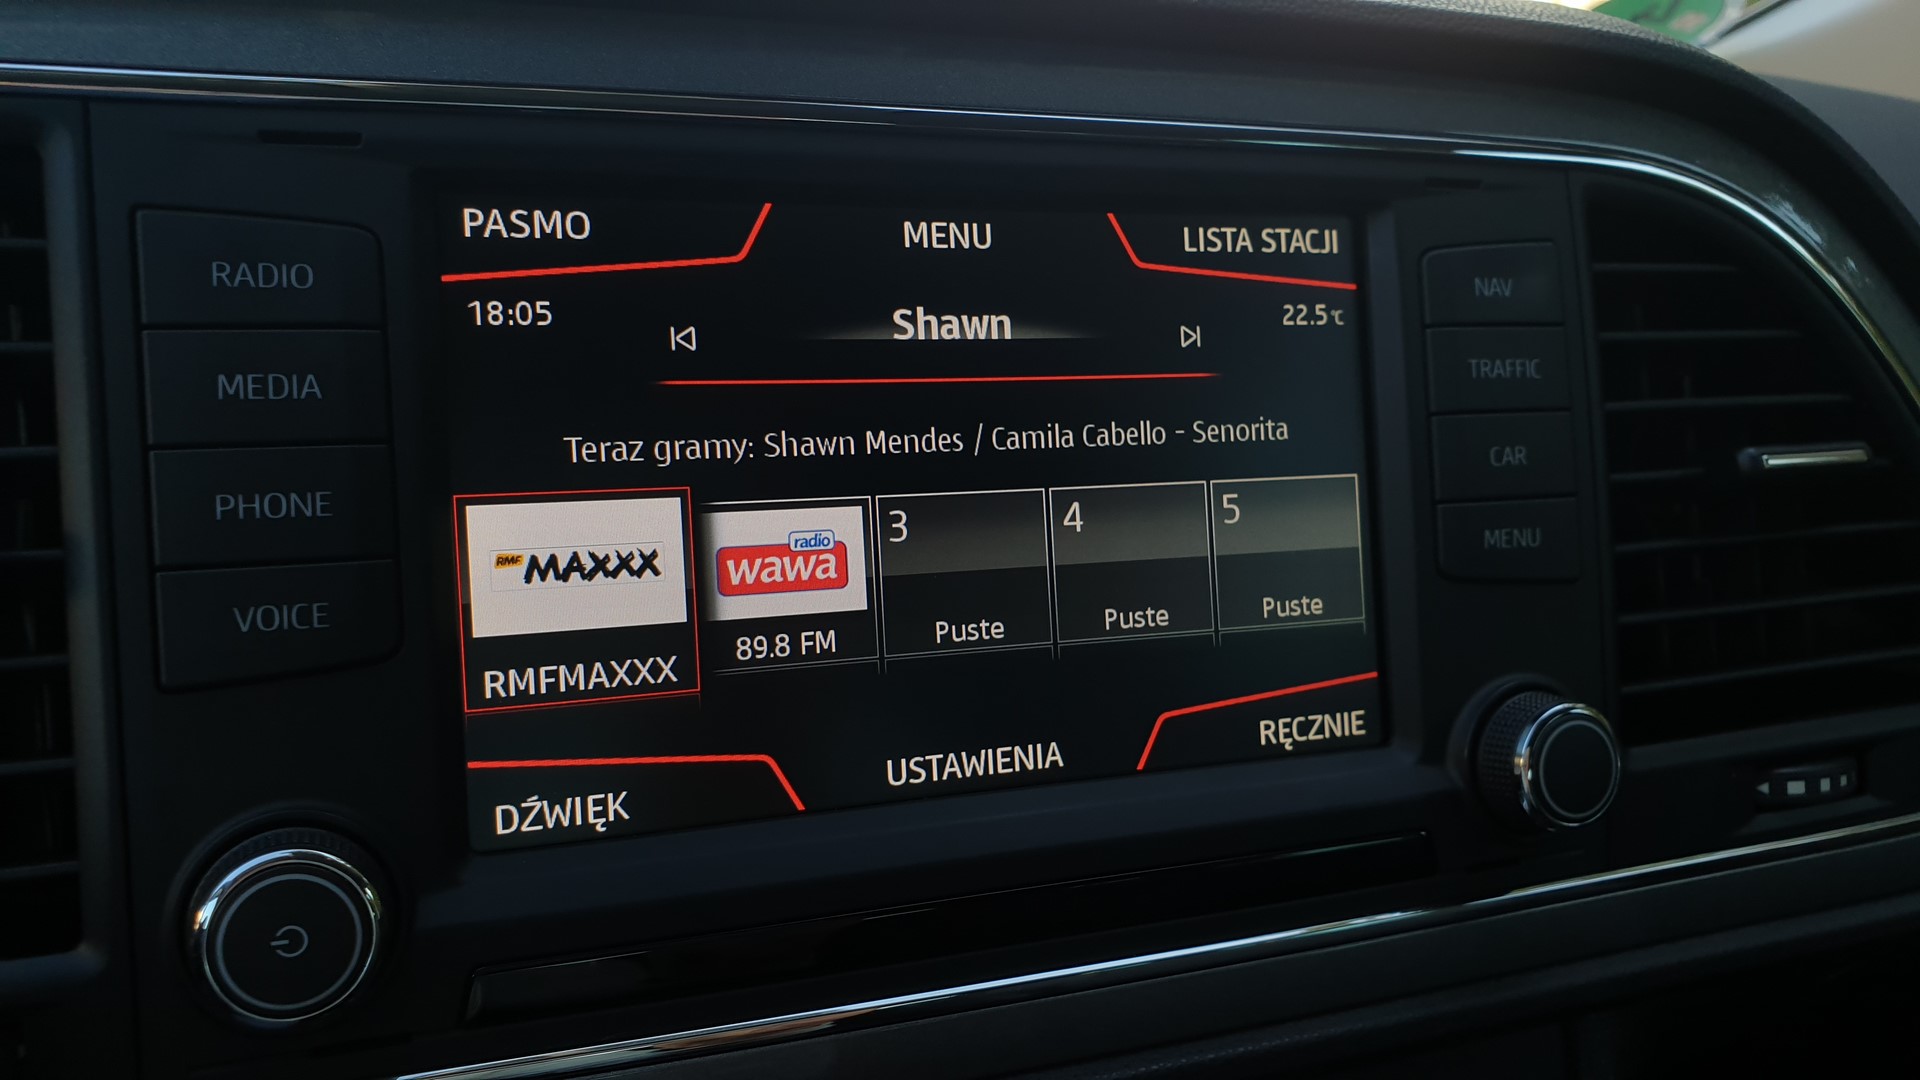 PASMO
MENU
LISTA STACJI
18:05
Shawn
22.5°C
Teraz gramy: Shawn Mendes / Camila Cabello - Senorita
RMF MAXXX
RMFMAXXX
radio
wawa
89.8 FM
3
Puste
4
Puste
5
Puste
DŹWIĘK
USTAWIENIA
RĘCZNIE
RADIO
MEDIA
PHONE
VOICE
NAV
TRAFFIC
CAR
MENU